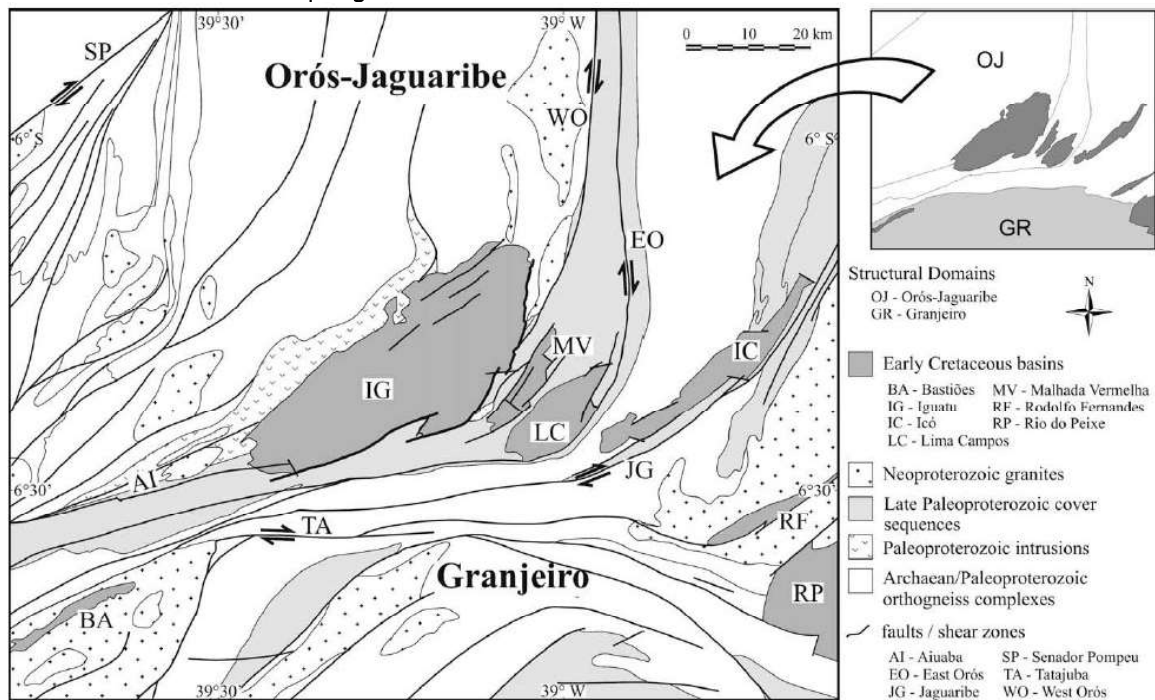 39°30'
39° W
0 10 20 km
SP
Orós-Jaguaribe
WO
6° S
6° S
EO
MV
IC
IG
LC
AI
JG
6°30'
6°30'
TA
RF
Granjeiro
BA
RP
39°30'
39° W
OJ
GR
Structural Domains
OJ - Orós-Jaguaribe
GR - Granjeiro
N
Early Cretaceous basins
BA - Bastiões MV - Malhada Vermelha
IG - Iguatu RF - Rodolfo Fernandes
IC - Icó RP - Rio do Peixe
LC - Lima Campos
Neoproterozoic granites
Late Paleoproterozoic cover
sequences
Paleoproterozoic intrusions
Archaean/Paleoproterozoic
orthogneiss complexes
faults / shear zones
AI - Aiuaba SP - Senador Pompeu
EO - East Orós TA - Tatajuba
JG - Jaguaribe WO - West Orós